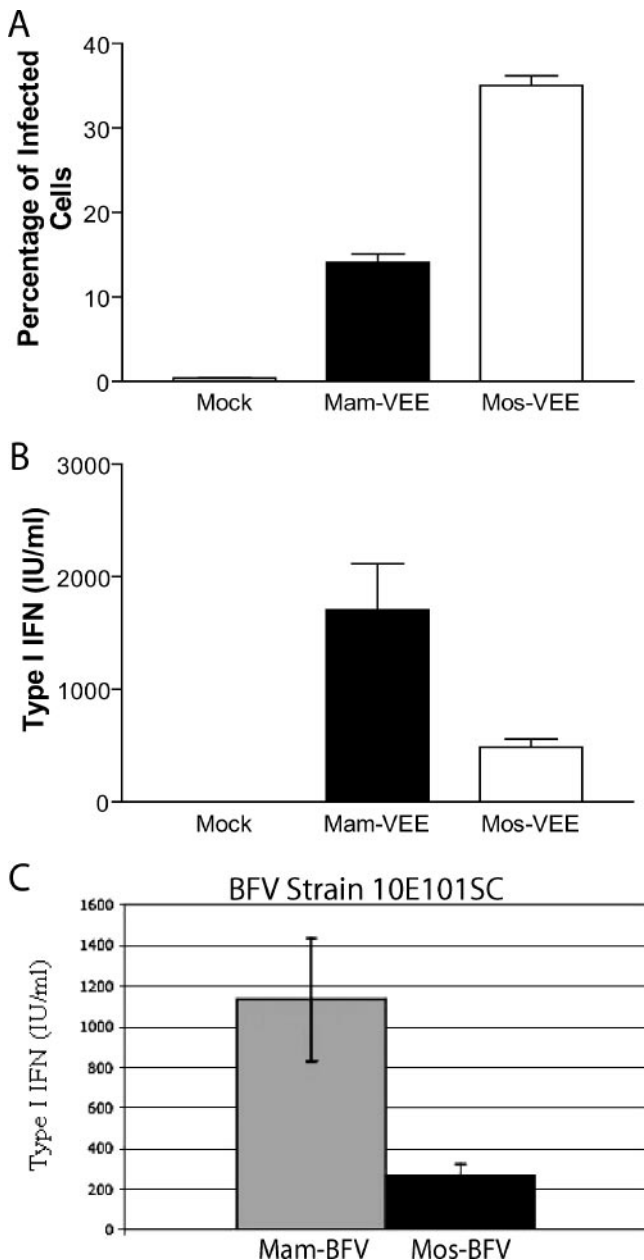 A
Percentage of Infected
Cells
40
30
20
10
0
Mock Mam-VEE Mos-VEE
B
Type I IFN (IU/ml)
3000
2000
1000
0
Mock Mam-VEE Mos-VEE
C
BFV Strain 10E101SC
Type I IFN (IU/ml)
1600
1400
1200
1000
800
600
400
200
0
Mam-BFV Mos-BFV